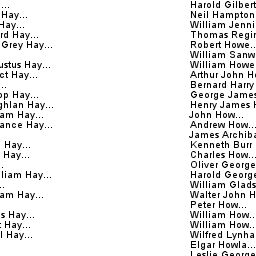 ...
Hay...
Hay...
rd Hay...
Grey Hay...
ustus Hay...
ct Hay...
..
op Hay...
ghlan Hay...
am Hay...
ance Hay...
Hay...
Hay...
..
liam Hay...
..
am Hay...
s Hay...
t Hay...
l Hay...
Harold Gilbert
Neil Hampton
William Jenni
Thomas Regir
Robert Howe...
William Sanw
William Howe
Arthur John H
Bernard Harry
George James
Henry James H
John How...
Andrew How...
James Archiba
Kenneth Burr
Charles How...
Oliver George
Harold George
William Glads
Walter John H
Peter How...
William How...
William How...
Wilfred Lynha
Elgar Howla...
Leslie George